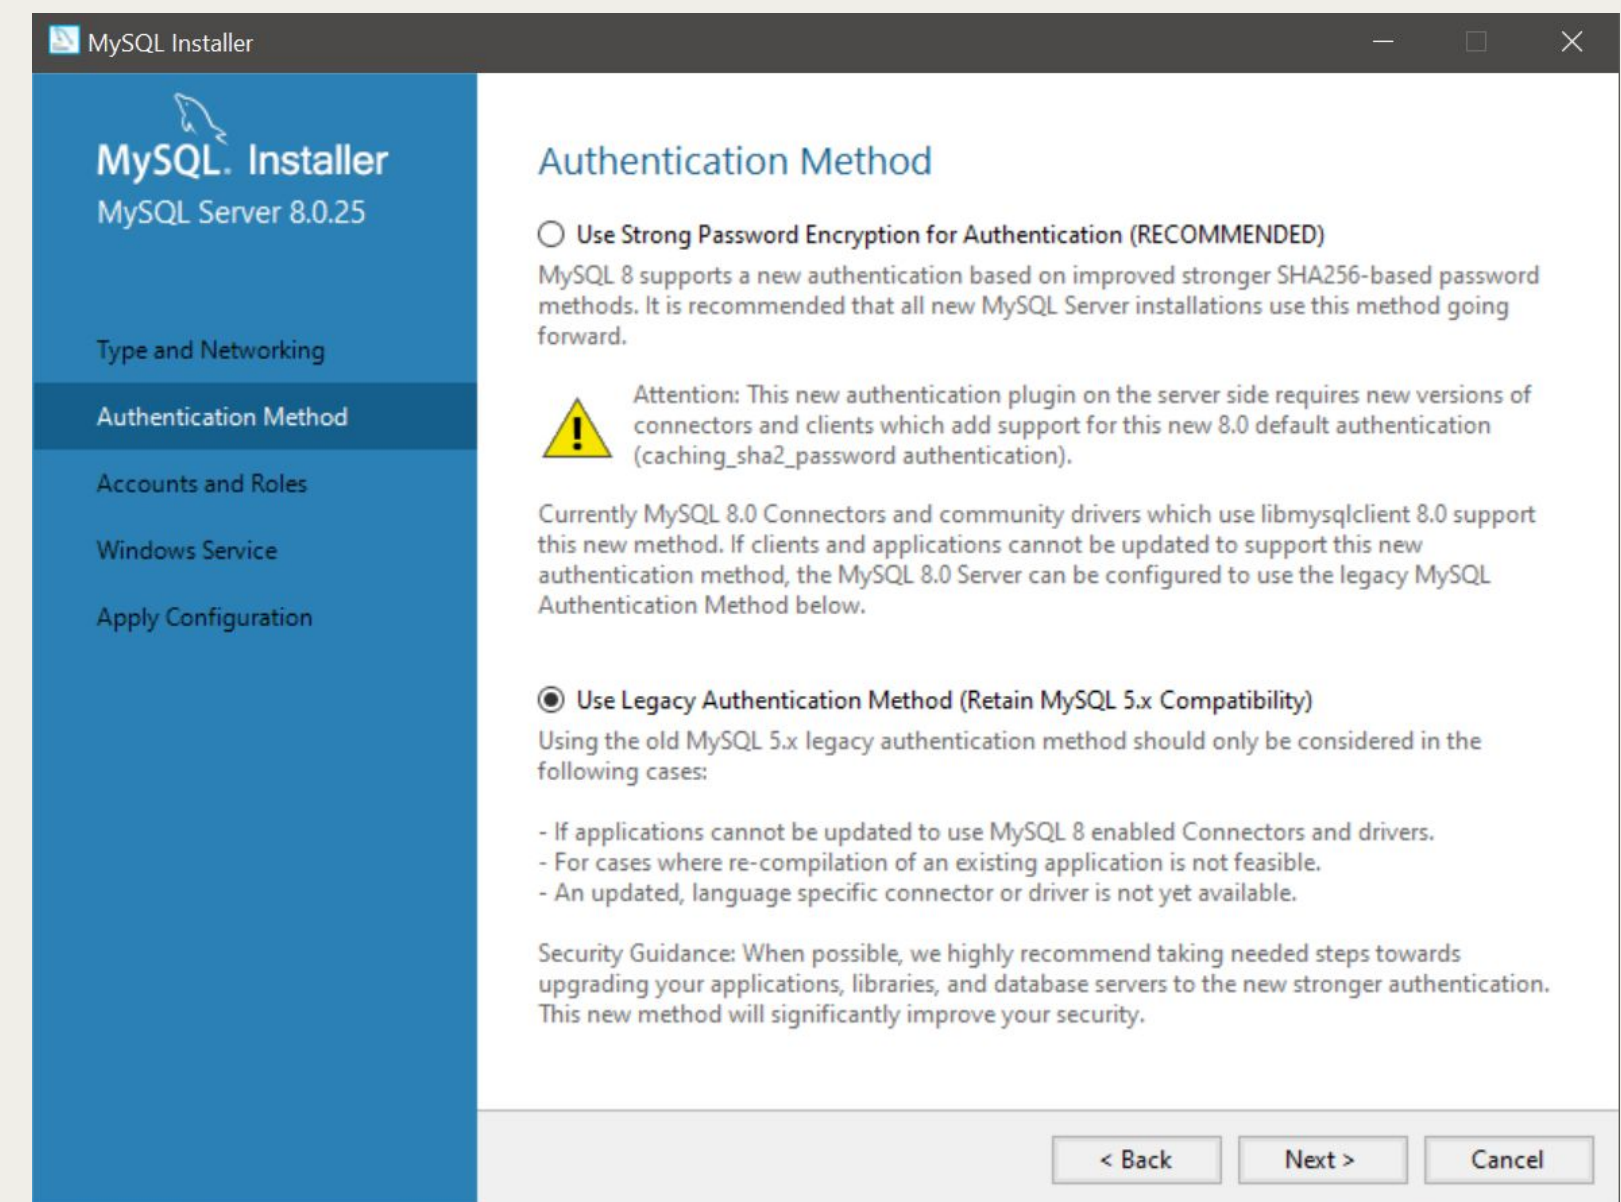 MySQL Installer
MySQL. Installer
MySQL Server 8.0.25
Type and Networking
Authentication Method
Accounts and Roles
Windows Service
Apply Configuration
Authentication Method
Use Strong Password Encryption for Authentication (RECOMMENDED)
MySQL 8 supports a new authentication based on improved stronger SHA256-based password
methods. It is recommended that all new MySQL Server installations use this method going
forward.
Attention: This new authentication plugin on the server side requires new versions of
connectors and clients which add support for this new 8.0 default authentication
(caching_sha2_password authentication).
Currently MySQL 8.0 Connectors and community drivers which use libmysqlclient 8.0 support
this new method. If clients and applications cannot be updated to support this new
authentication method, the MySQL 8.0 Server can be configured to use the legacy MySQL
Authentication Method below.
Use Legacy Authentication Method (Retain MySQL 5.x Compatibility)
Using the old MySQL 5.x legacy authentication method should only be considered in the
following cases:
- If applications cannot be updated to use MySQL 8 enabled Connectors and drivers.
- For cases where re-compilation of an existing application is not feasible.
- An updated, language specific connector or driver is not yet available.
Security Guidance: When possible, we highly recommend taking needed steps towards
upgrading your applications, libraries, and database servers to the new stronger authentication.
This new method will significantly improve your security.
< Back
Next >
Cancel